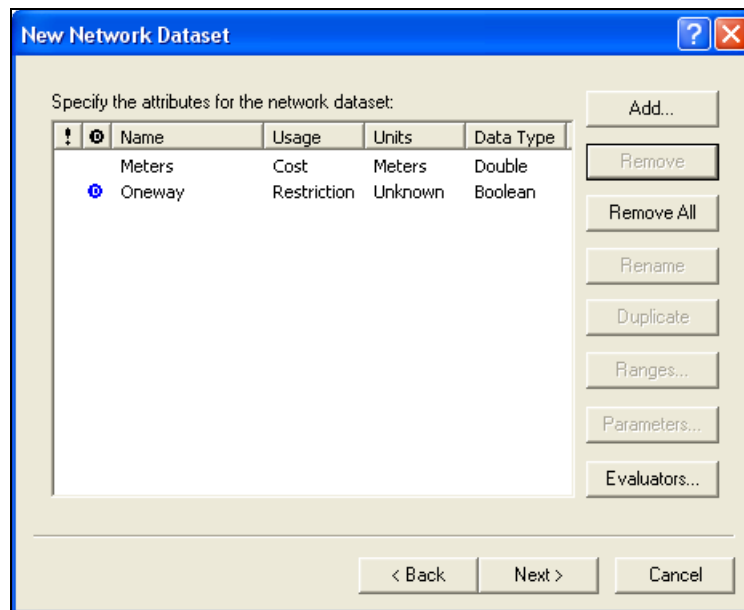 New Network Dataset
Specify the attributes for the network dataset:
! D Name Usage Units Data Type
Meters Cost Meters Double
D Oneway Restriction Unknown Boolean
Add...
Remove
Remove All
Rename
Duplicate
Ranges...
Parameters...
Evaluators...
< Back Next > Cancel